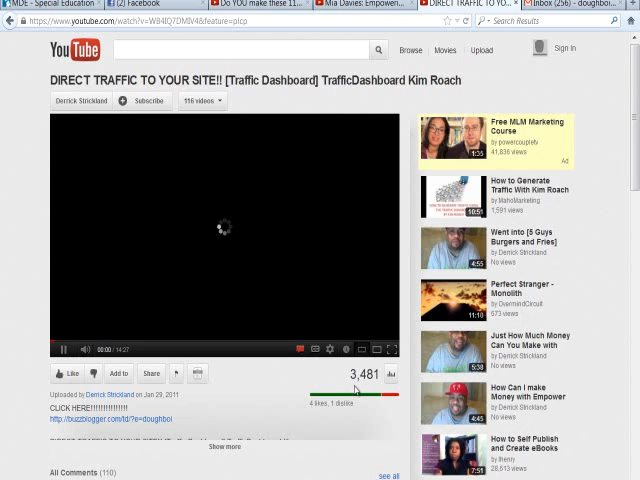 MDE - Special Education
(2) Facebook
Do YOU make these 11...
Mia Davies: Empowerin...
DIRECT TRAFFIC TO YO...
Inbox (256) - doughboi...
https://www.youtube.com/watch?v=WB4IQ7DMIV4&feature=plcp
Search Results
YouTube
Browse Movies Upload
Sign In
DIRECT TRAFFIC TO YOUR SITE!! [Traffic Dashboard] TrafficDashboard Kim Roach
Derrick Strickland
Subscribe
116 videos
Free MLM Marketing
Course
by powercoupletv
41,836 views
Ad
1:35
How to Generate
Traffic With Kim Roach
by MahoMarketing
1,591 views
10:51
Went into [5 Guys
Burgers and Fries]
by Derrick Strickland
No views
4:55
Perfect Stranger -
Monolith
by OvermindCircuit
673 views
11:10
Just How Much Money
Can You Make with
by Derrick Strickland
No views
5:38
How Can I make
Money with Empower
by Derrick Strickland
No views
4:45
How to Self Publish
and Create eBooks
by lhenry
28,513 views
7:51
00:00 / 14:27
Like
Add to
Share
3,481
Uploaded by Derrick Strickland on Jan 29, 2011
4 likes, 1 dislike
CLICK HERE!!!!!!!!!!!!!!!!
http://buzzblogger.com/td/?e=doughboi
Show more
All Comments (110)
see all